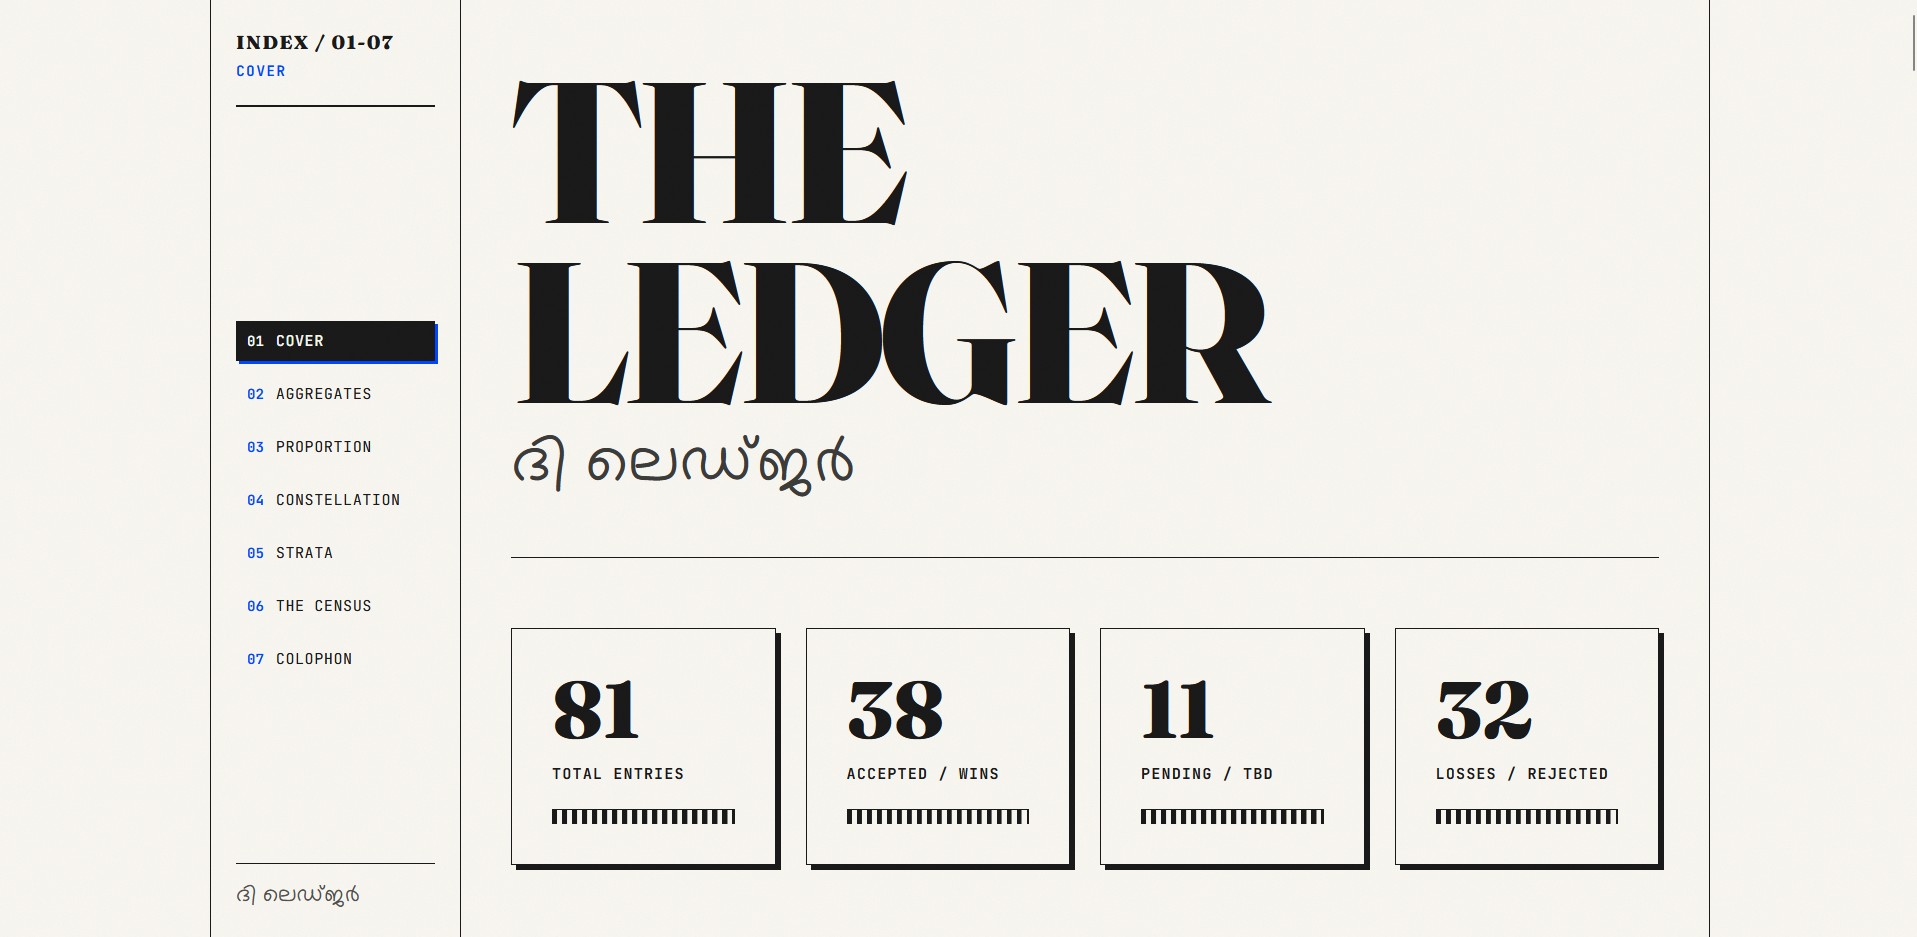 INDEX / 01-07
COVER
01 COVER
02 AGGREGATES
03 PROPORTION
04 CONSTELLATION
05 STRATA
06 THE CENSUS
07 COLOPHON
ദി ലെഡ്ജർ
THE
LEDGER
ദി ലെഡ്ജർ
81
TOTAL ENTRIES
38
ACCEPTED / WINS
11
PENDING / TBD
32
LOSSES / REJECTED